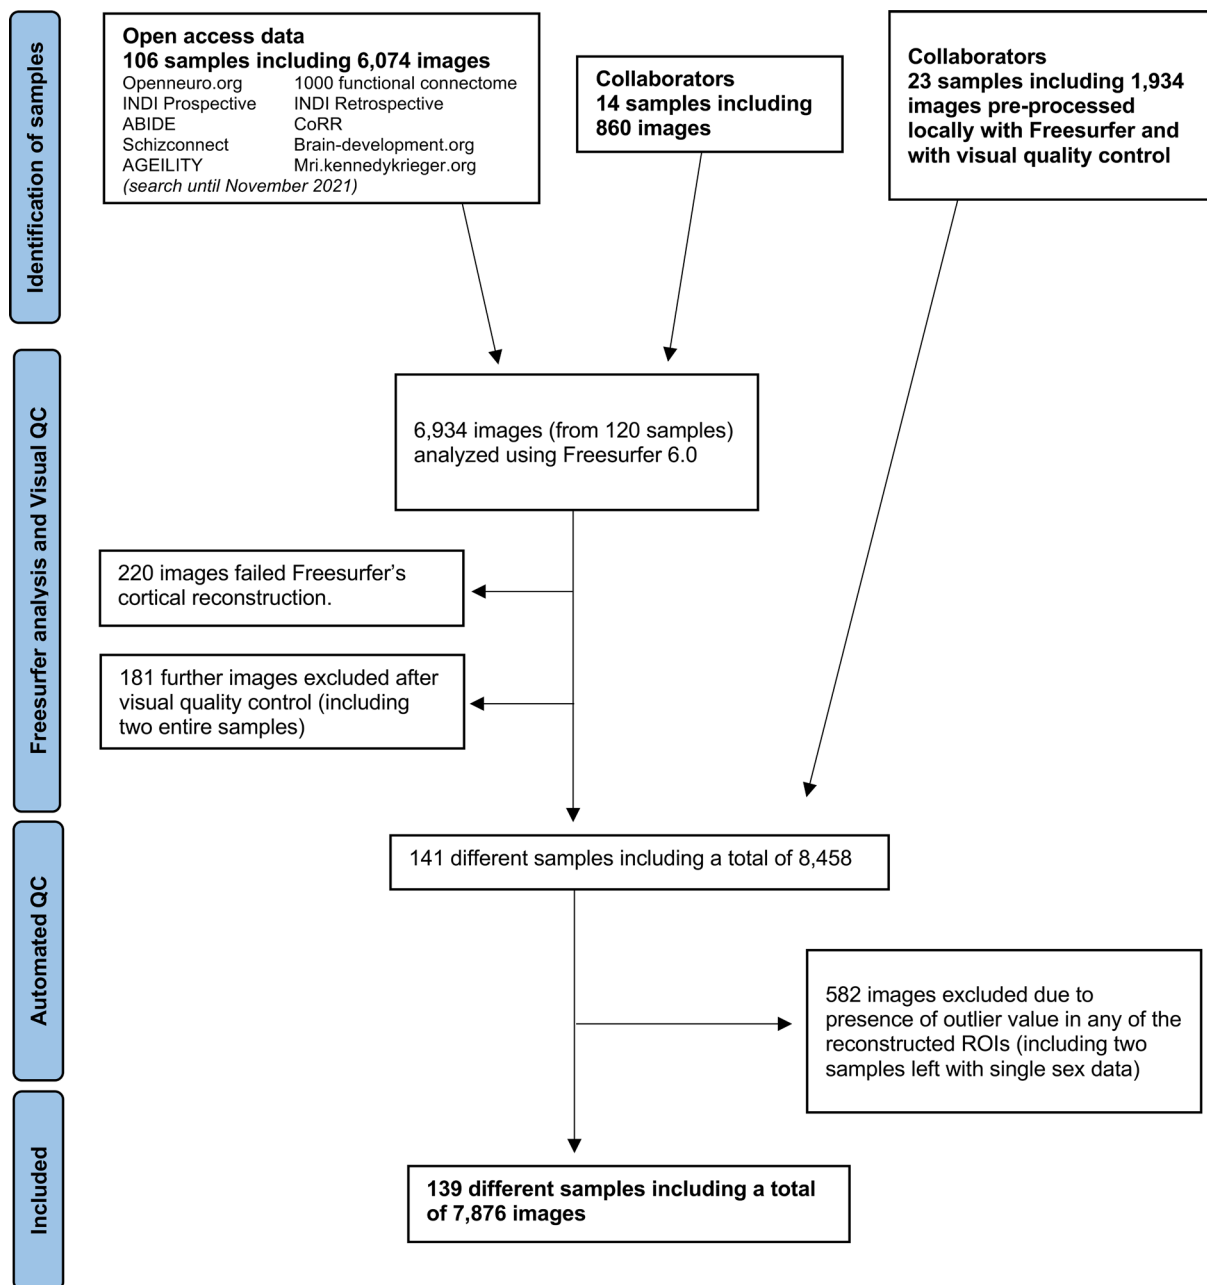 Identification of samples
Open access data
106 samples including 6,074 images
Openneuro.org 1000 functional connectome
INDI Prospective INDI Retrospective
ABIDE CoRR
Schizconnect Brain-development.org
AGEILITY Mri.kennedykrieger.org
(search until November 2021)
Collaborators
14 samples including
860 images
Collaborators
23 samples including 1,934
images pre-processed
locally with Freesurfer and
with visual quality control
Freesurfer analysis and Visual QC
6,934 images (from 120 samples)
analyzed using Freesurfer 6.0
220 images failed Freesurfer's
cortical reconstruction.
181 further images excluded after
visual quality control (including
two entire samples)
Automated QC
141 different samples including a total of 8,458
582 images excluded due to
presence of outlier value in any of the
reconstructed ROIs (including two
samples left with single sex data)
Included
139 different samples including a total
of 7,876 images